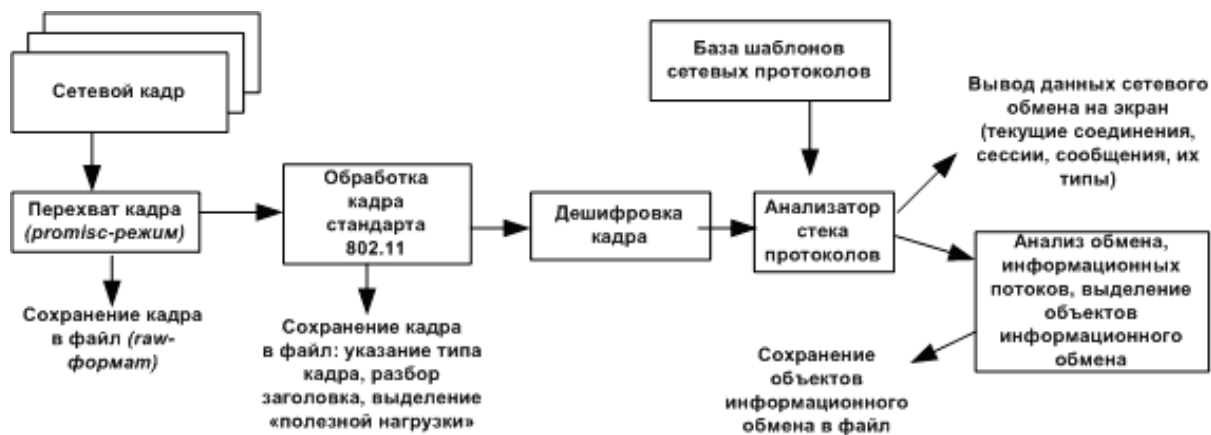 Сетевой кадр
База шаблонов
сетевых протоколов
Вывод данных сетевого
обмена на экран
(текущие соединения,
сессии, сообщения, их
типы)
Перехват кадра
(promisc-режим)
Обработка
кадра
стандарта
802.11
Дешифровка
кадра
Анализатор
стека
протоколов
Анализ обмена,
информационных
потоков, выделение
объектов
информационного
обмена
Сохранение кадра
в файл (raw-
формат)
Сохранение кадра
в файл: указание типа
кадра, разбор
заголовка, выделение
«полезной нагрузки»
Сохранение
объектов
информационного
обмена в файл